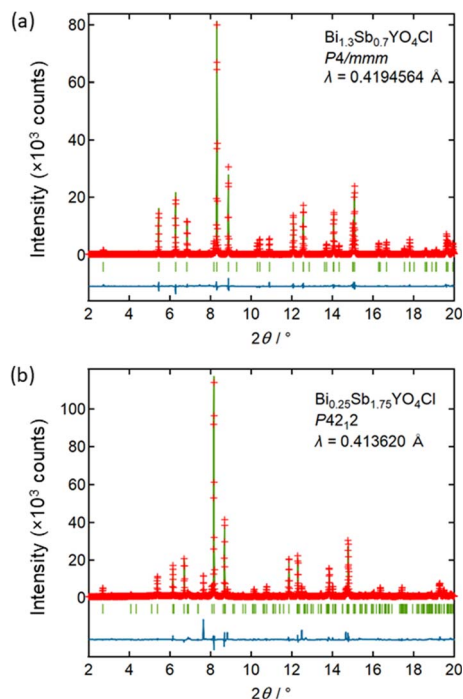 (a)
Bi1.3Sb0.7YO4Cl
P4/mmm
λ = 0.4194564 Å
Intensity (×10³ counts)
80
60
40
20
0
2 4 6 8 10 12 14 16 18 20
2θ / °
(b)
Bi0.25Sb1.75YO4Cl
P42₁2
λ = 0.413620 Å
Intensity (×10³ counts)
100
80
60
40
20
0
2 4 6 8 10 12 14 16 18 20
2θ / °